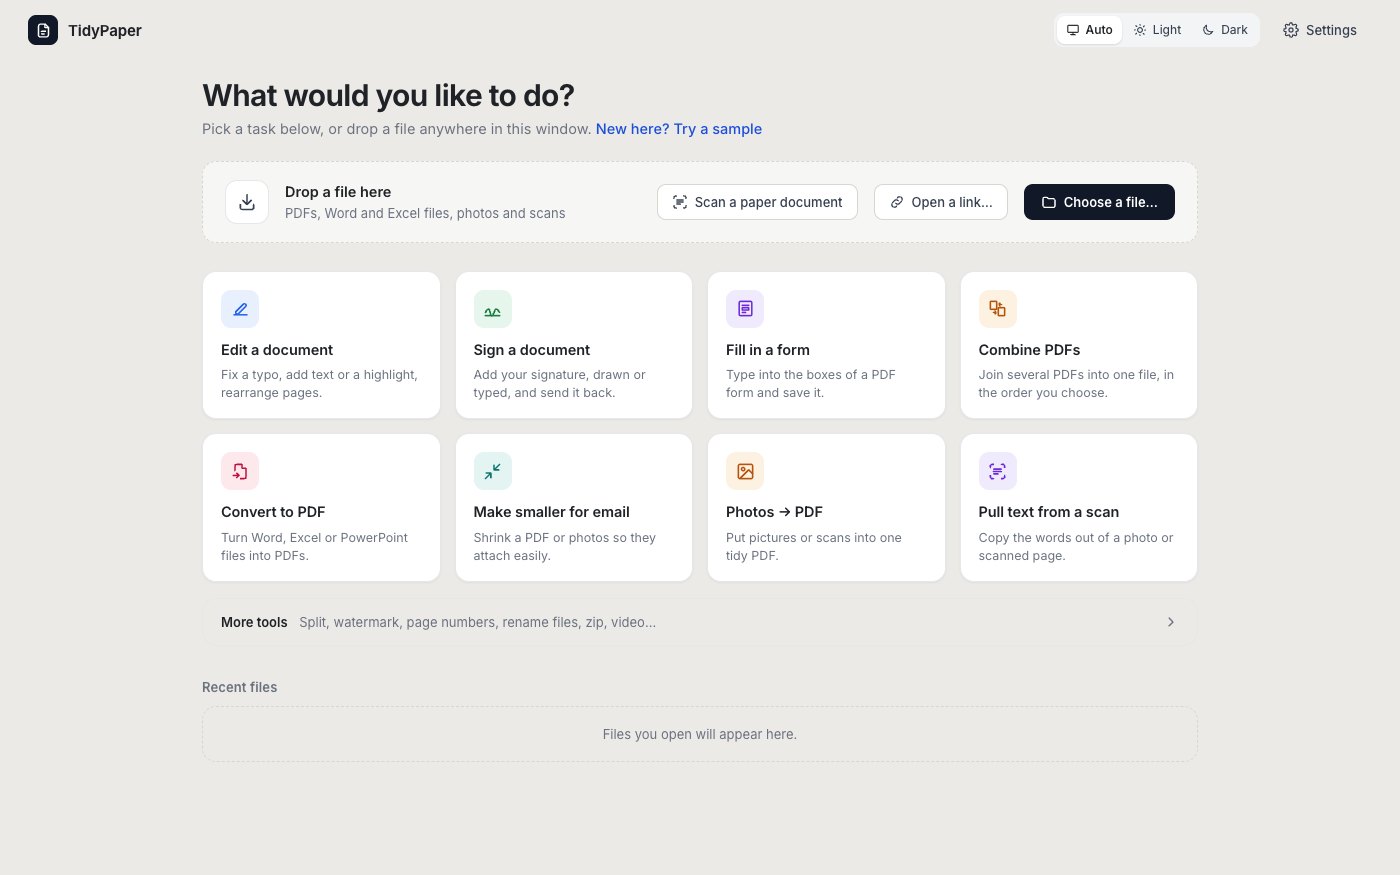 TidyPaper
Auto
Light
Dark
Settings
What would you like to do?
Pick a task below, or drop a file anywhere in this window. New here? Try a sample
Drop a file here
PDFs, Word and Excel files, photos and scans
Scan a paper document
Open a link...
Choose a file...
Edit a document
Fix a typo, add text or a highlight,
rearrange pages.
Sign a document
Add your signature, drawn or
typed, and send it back.
Fill in a form
Type into the boxes of a PDF
form and save it.
Combine PDFs
Join several PDFs into one file, in
the order you choose.
Convert to PDF
Turn Word, Excel or PowerPoint
files into PDFs.
Make smaller for email
Shrink a PDF or photos so they
attach easily.
Photos → PDF
Put pictures or scans into one
tidy PDF.
Pull text from a scan
Copy the words out of a photo or
scanned page.
More tools Split, watermark, page numbers, rename files, zip, video...
Recent files
Files you open will appear here.